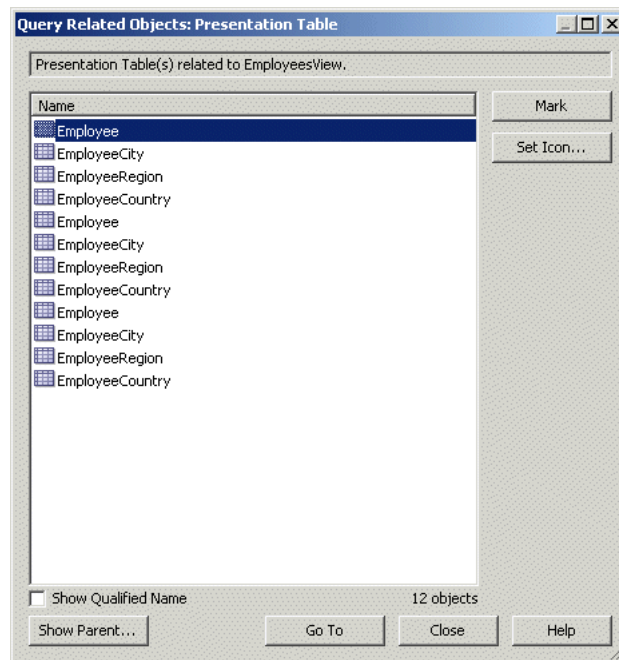 Query Related Objects: Presentation Table
Presentation Table(s) related to EmployeesView.
Name
Mark
Employee
EmployeeCity
Set Icon...
EmployeeRegion
EmployeeCountry
Employee
EmployeeCity
EmployeeRegion
EmployeeCountry
Employee
EmployeeCity
EmployeeRegion
EmployeeCountry
Show Qualified Name
12 objects
Show Parent...
Go To
Close
Help